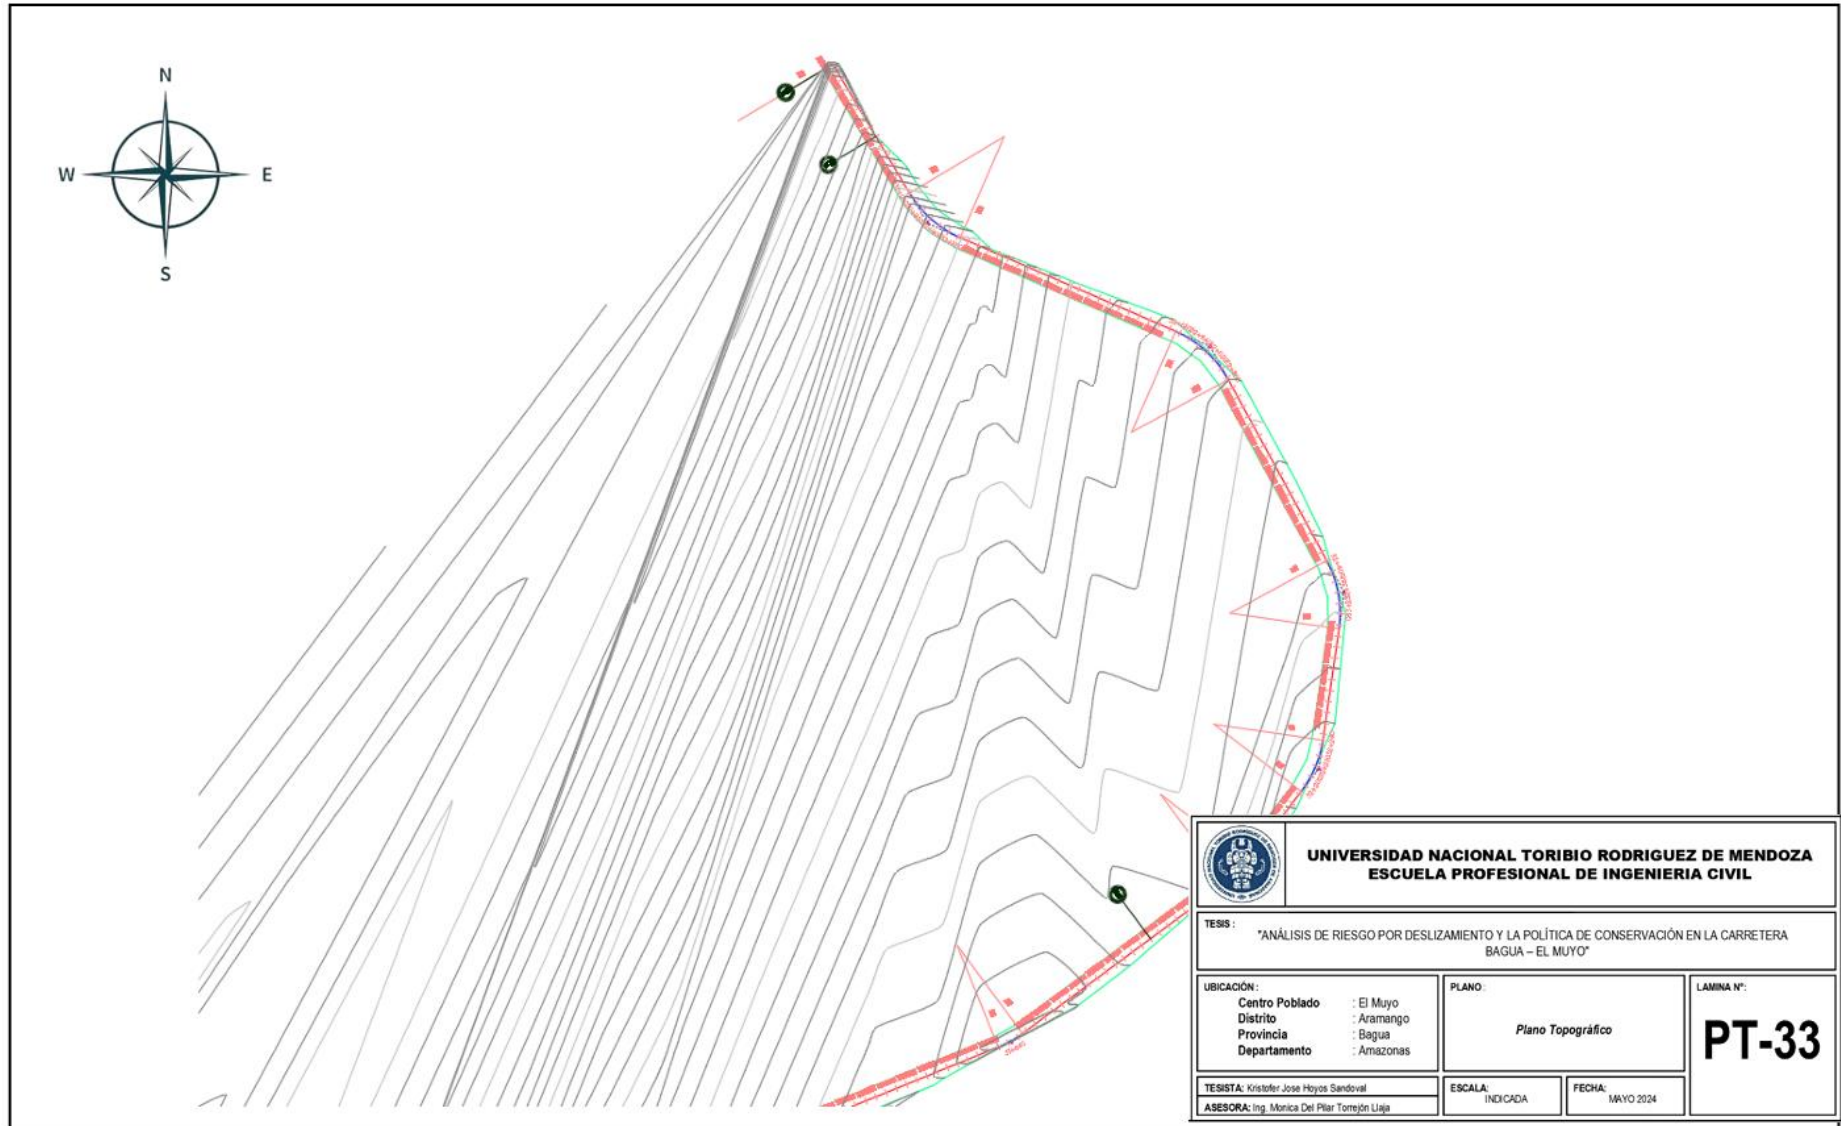 N
W
E
S
UNIVERSIDAD NACIONAL TORIBIO RODRIGUEZ DE MENDOZA
ESCUELA PROFESIONAL DE INGENIERIA CIVIL
TESIS :
"ANÁLISIS DE RIESGO POR DESLIZAMIENTO Y LA POLÍTICA DE CONSERVACIÓN EN LA CARRETERA
BAGUA – EL MUYO"
UBICACIÓN :
Centro Poblado : El Muyo
Distrito : Aramango
Provincia : Bagua
Departamento : Amazonas
PLANO :
Plano Topográfico
LAMINA N°:
PT-33
TESISTA: Kristofer Jose Hoyos Sandoval
ASESORA: Ing. Monica Del Pilar Torrejón Llaja
ESCALA:
INDICADA
FECHA:
MAYO 2024